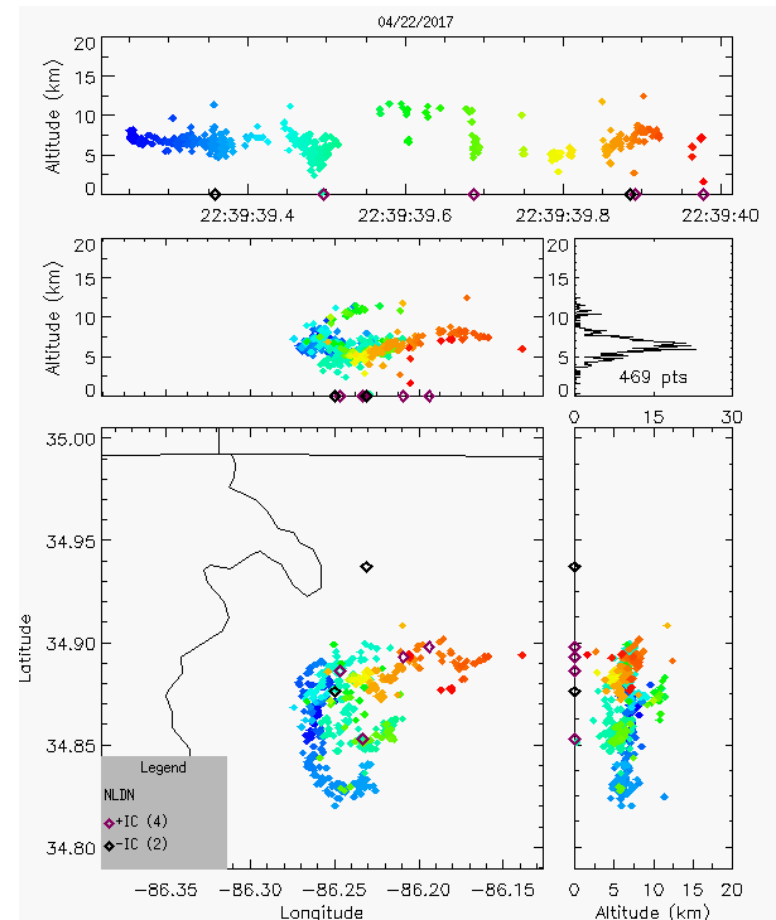 04/22/2017
20
15
10
5
0
Altitude (km)
22:39:39.4 22:39:39.6 22:39:39.8 22:39:40
20
15
10
5
0
Altitude (km)
20
15
10
5
0
469 pts
0 15 30
35.00
34.95
34.90
34.85
34.80
Latitude
Legend
NLDN
+IC (4)
-IC (2)
-86.35 -86.30 -86.25 -86.20 -86.15
Longitude
0 5 10 15 20
Altitude (km)